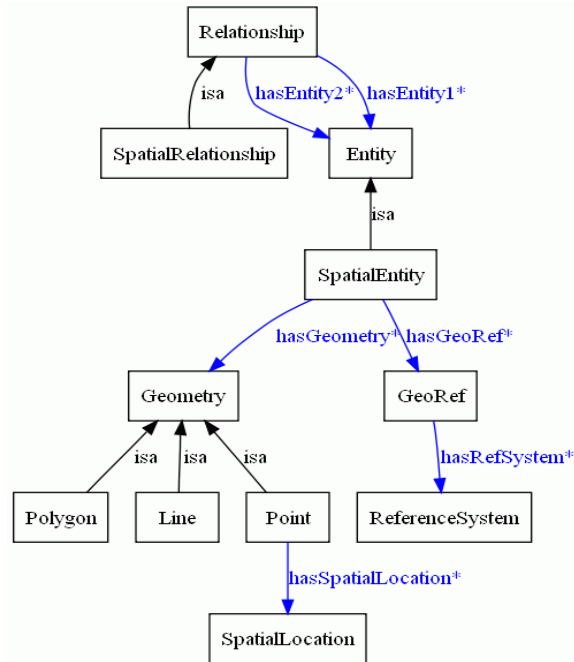 Relationship
isa
hasEntity2*
hasEntity1*
SpatialRelationship
Entity
isa
SpatialEntity
hasGeometry*
hasGeoRef*
Geometry
GeoRef
isa
isa
isa
hasRefSystem*
Polygon
Line
Point
ReferenceSystem
hasSpatialLocation*
SpatialLocation